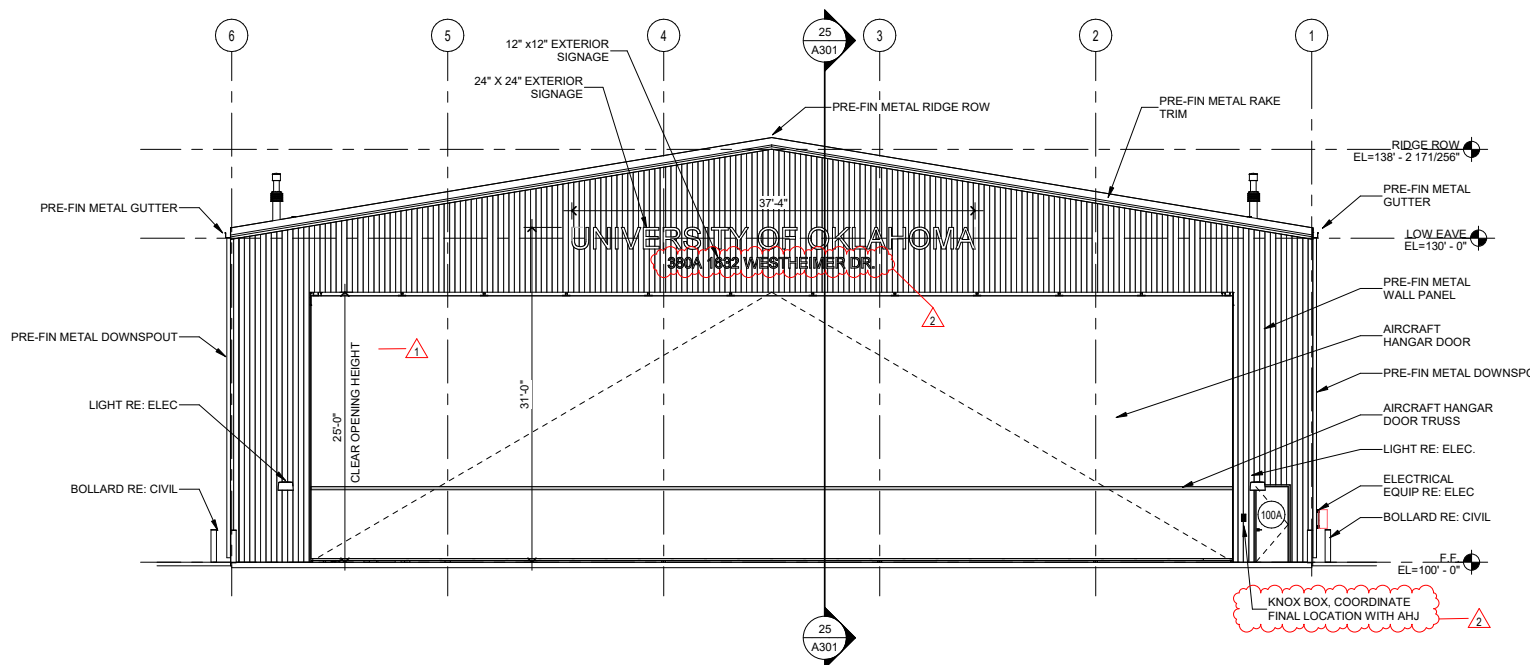 6
5
4
25
A301
3
2
1
12" x12" EXTERIOR
SIGNAGE
24" X 24" EXTERIOR
SIGNAGE
PRE-FIN METAL RIDGE ROW
PRE-FIN METAL RAKE
TRIM
RIDGE ROW
EL=138' - 2 171/256"
PRE-FIN METAL GUTTER
PRE-FIN METAL
GUTTER
37'-4"
LOW EAVE
EL=130' - 0"
UNIVERSITY OF OKLAHOMA
380A 1832 WESTHEIMER DR.
2
PRE-FIN METAL
WALL PANEL
PRE-FIN METAL DOWNSPOUT
1
AIRCRAFT
HANGAR DOOR
25'-0"
CLEAR OPENING HEIGHT
31'-0"
PRE-FIN METAL DOWNSPO
LIGHT RE: ELEC
AIRCRAFT HANGAR
DOOR TRUSS
LIGHT RE: ELEC.
BOLLARD RE: CIVIL
ELECTRICAL
EQUIP RE: ELEC
100A
BOLLARD RE: CIVIL
F.F.
EL=100' - 0"
KNOX BOX, COORDINATE
FINAL LOCATION WITH AHJ
2
25
A301